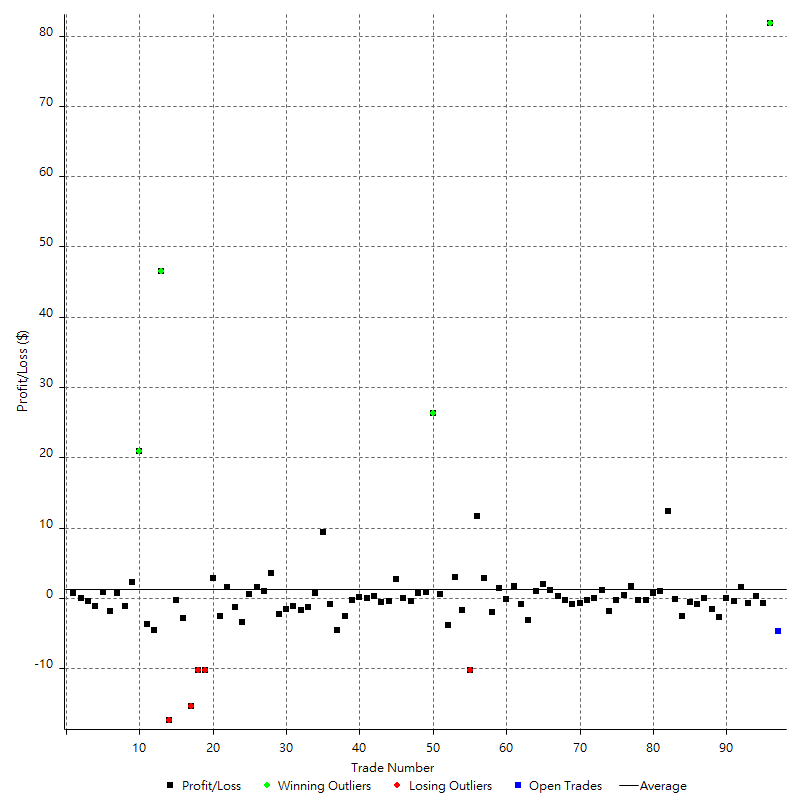 80
70
60
50
40
30
20
10
0
-10
Profit/Loss ($)
10 20 30 40 50 60 70 80 90
Trade Number
Profit/Loss Winning Outliers Losing Outliers Open Trades Average